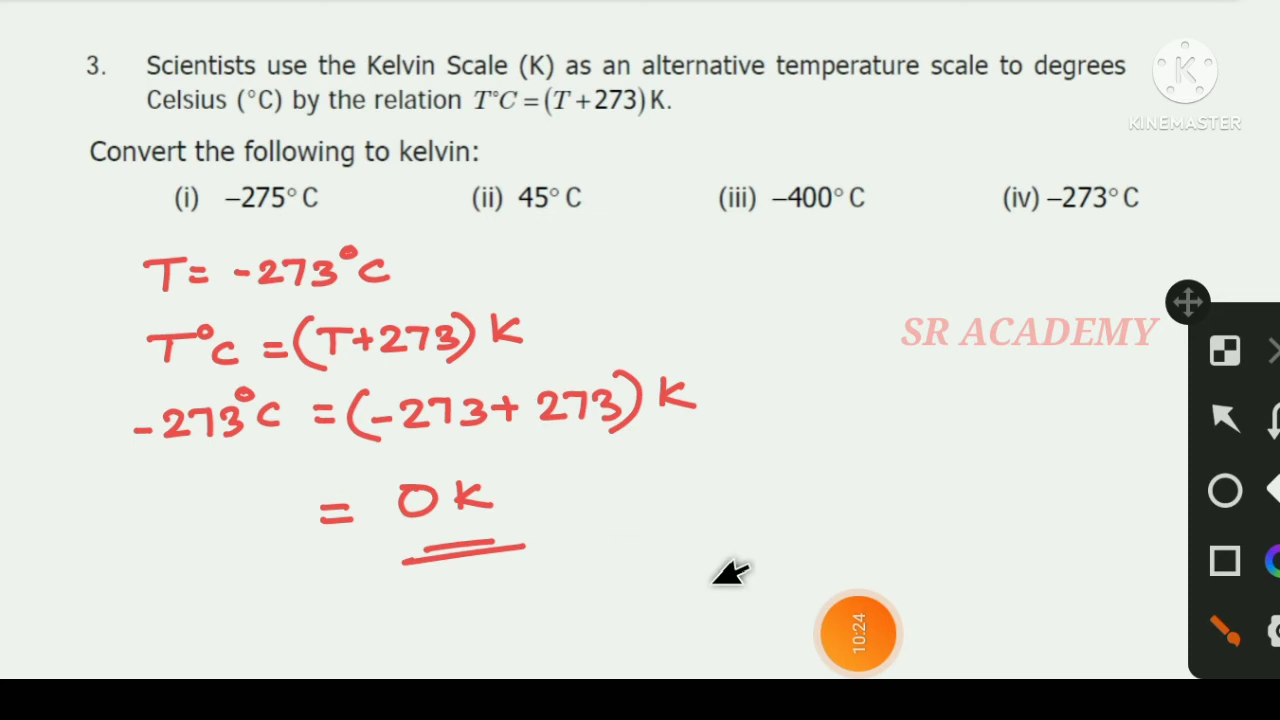 3. Scientists use the Kelvin Scale (K) as an alternative temperature scale to degrees
Celsius (°C) by the relation T°C = (T + 273) K.
KINEMASTER
Convert the following to kelvin:
(i) –275° C (ii) 45° C (iii) –400° C (iv) –273° C
T = -273°C
T°C = (T+273) K
SR ACADEMY
-273°C = (-273 + 273) K
= 0 K
10:24